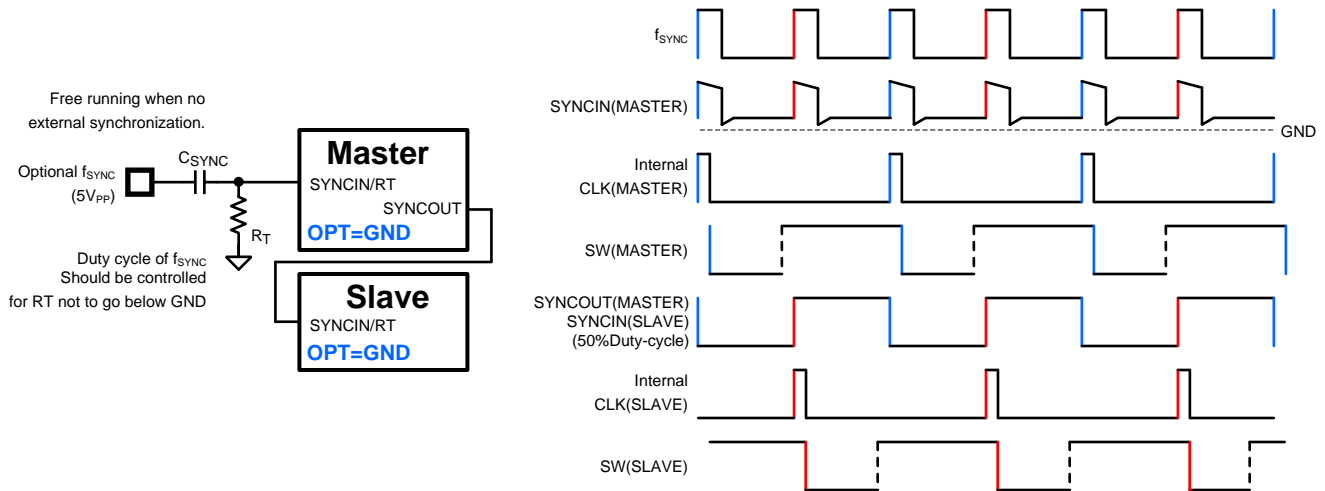 Free running when no
external synchronization.
Optional fSYNC
(5VPP)
CSYNC
RT
Duty cycle of fSYNC
Should be controlled
for RT not to go below GND
Master
SYNCIN/RT
SYNCOUT
OPT=GND
Slave
SYNCIN/RT
OPT=GND
fSYNC
SYNCIN(MASTER)
GND
Internal
CLK(MASTER)
SW(MASTER)
SYNCOUT(MASTER)
SYNCIN(SLAVE)
(50%Duty-cycle)
Internal
CLK(SLAVE)
SW(SLAVE)